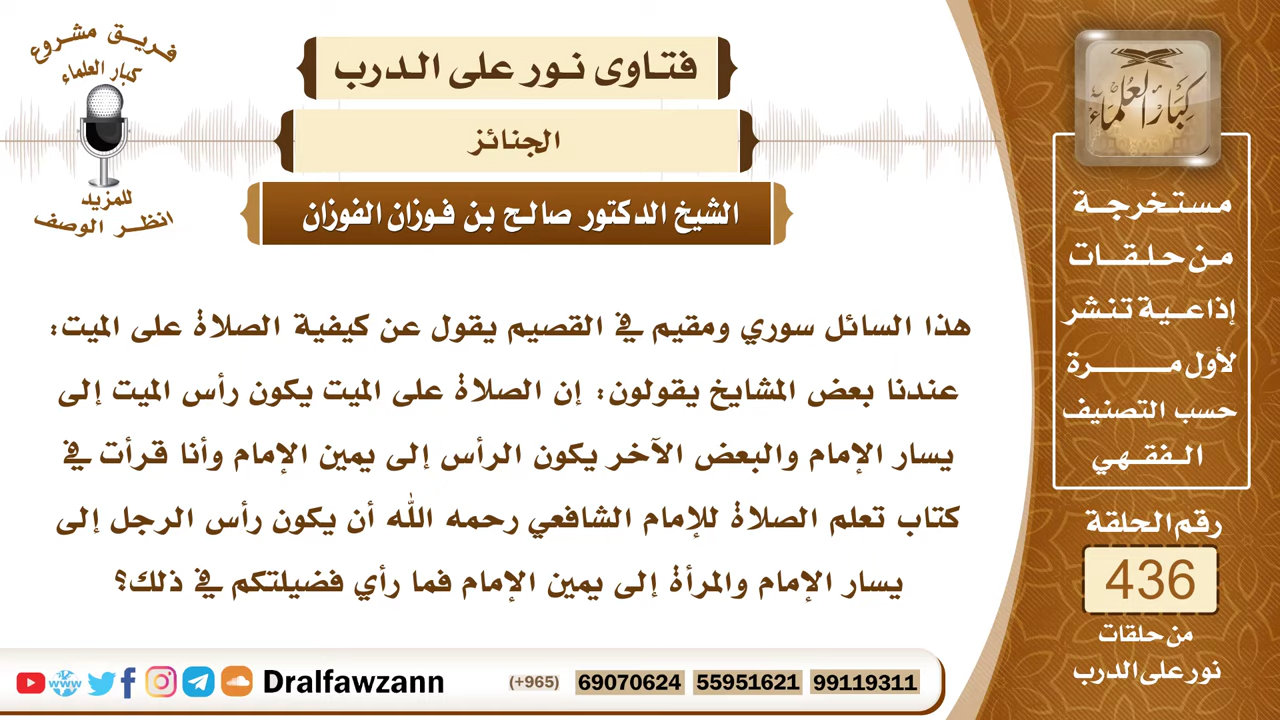 فريق مشروع
كبار العلماء
للمزيد
انظر الوصف
فتاوى نور على الدرب
الجنائز
الشيخ الدكتور صالح بن فوزان الفوزان
هذا السائل سوري ومقيم في القصيم يقول عن كيفية الصلاة على الميت:
عندنا بعض المشايخ يقولون: إن الصلاة على الميت يكون رأس الميت إلى
يسار الإمام والبعض الآخر يكون الرأس إلى يمين الإمام وأنا قرأت في
كتاب تعلم الصلاة للإمام الشافعي رحمه الله أن يكون رأس الرجل إلى
يسار الإمام والمرأة إلى يمين الإمام فما رأي فضيلتكم في ذلك؟
كبار العلماء
مستخرجة
من حلقات
إذاعية تنشر
لأول مرة
حسب التصنيف
الفقهي
رقم الحلقة
436
من حلقات
نور على الدرب
www
Dralfawzann
(+965) 69070624 55951621 99119311